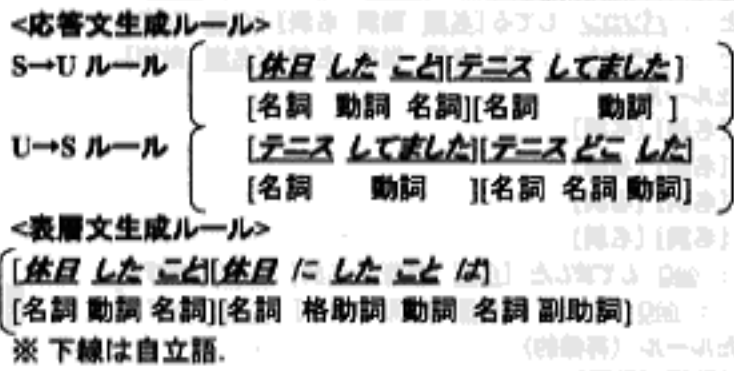 <応答文生成ルール>
S→U ルール [休日 した こと][テニス してました]
[名詞 動詞 名詞][名詞 動詞 ]
U→S ルール [テニス してました][テニス どこ した]
[名詞 動詞 ][名詞 名詞 動詞]
<表層文生成ルール>
[休日 した こと][休日 に した こと は]
[名詞 動詞 名詞][名詞 格助詞 動詞 名詞 副助詞]
※ 下線は自立語.